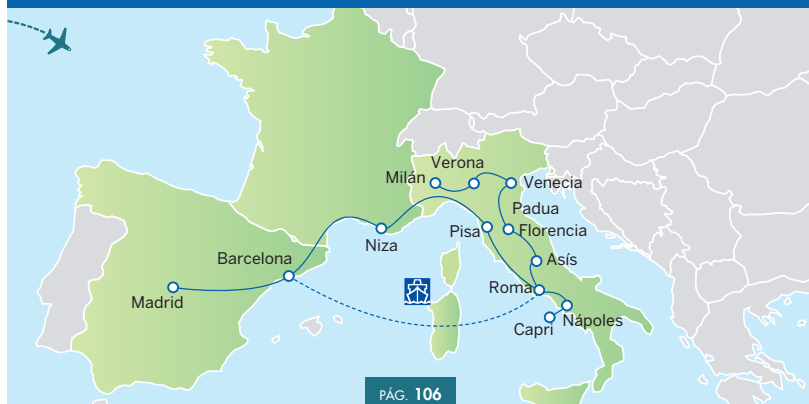 Verona
Milán
Venecia
Padua
Pisa
Florencia
Niza
Barcelona
Asís
Madrid
Roma
Capri
Nápoles
PÁG. 106